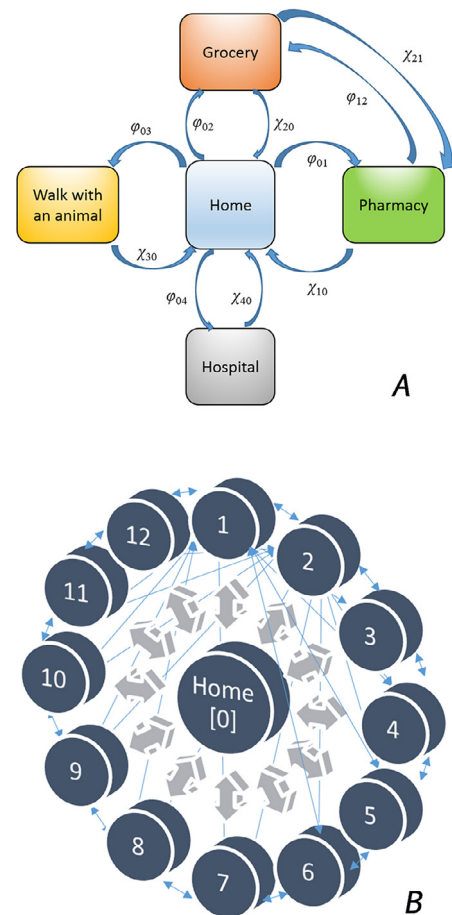 Grocery
χ21
φ12
φ03
φ02
χ20
φ01
Walk with
an animal
Home
Pharmacy
χ30
φ04
χ40
χ10
Hospital
A
1
12
2
11
3
Home
[0]
10
4
9
5
8
6
7
B